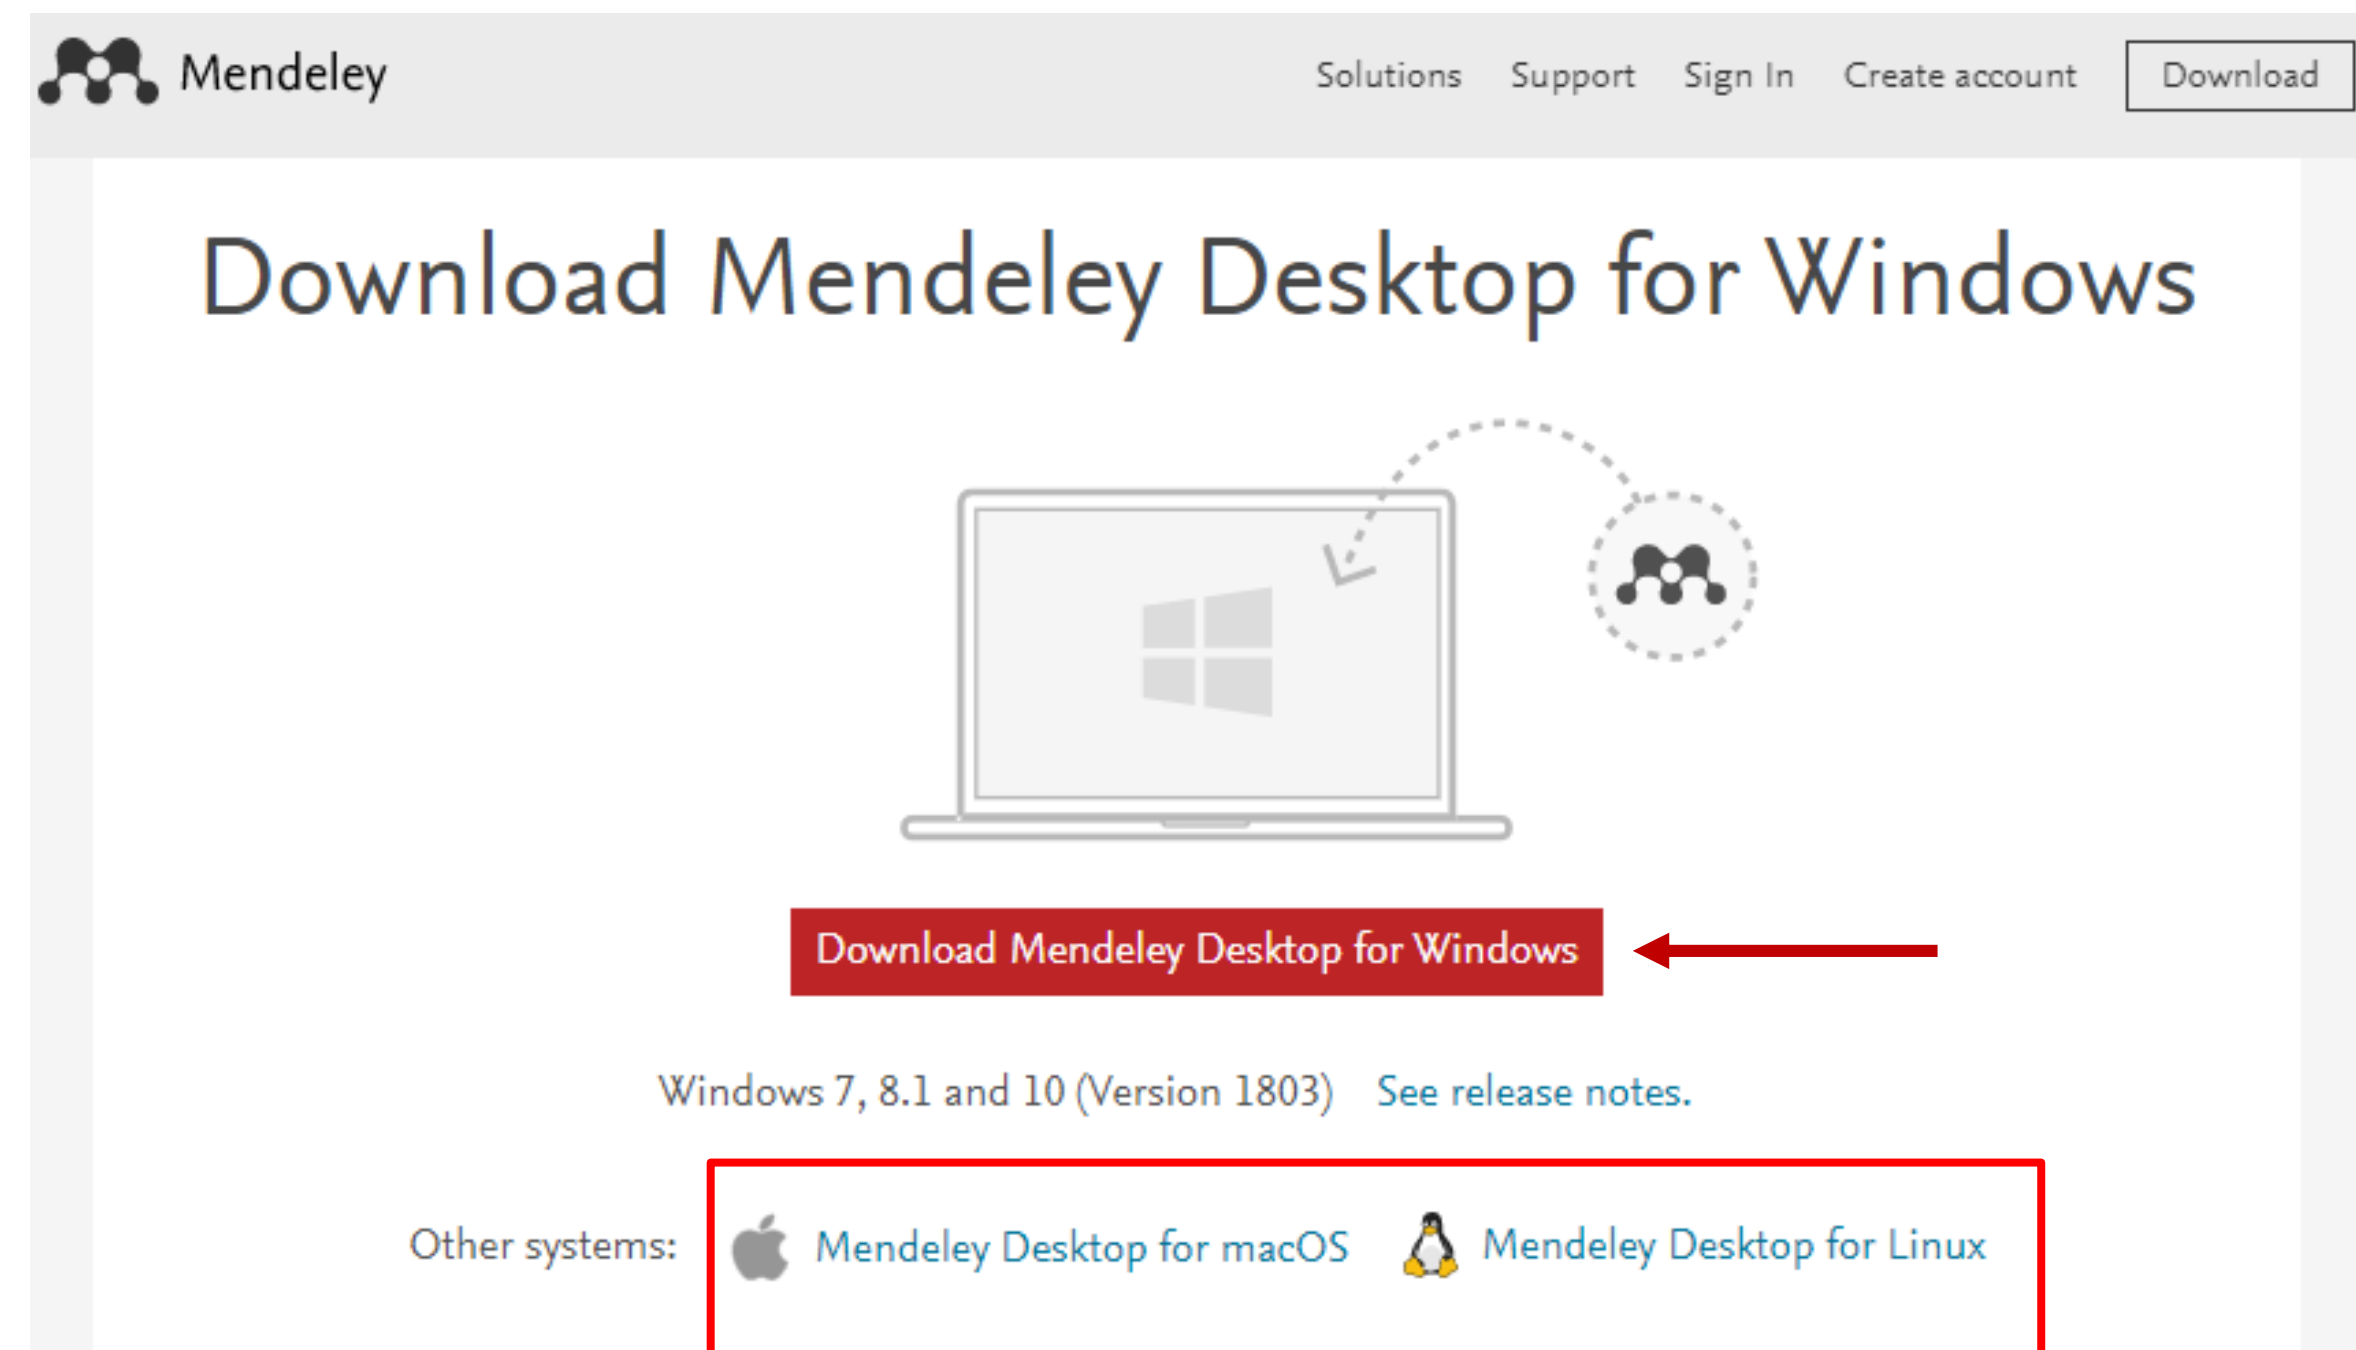 Mendeley
Solutions Support Sign In Create account Download
Download Mendeley Desktop for Windows
Download Mendeley Desktop for Windows
Windows 7, 8.1 and 10 (Version 1803) See release notes.
Other systems: Mendeley Desktop for macOS Mendeley Desktop for Linux